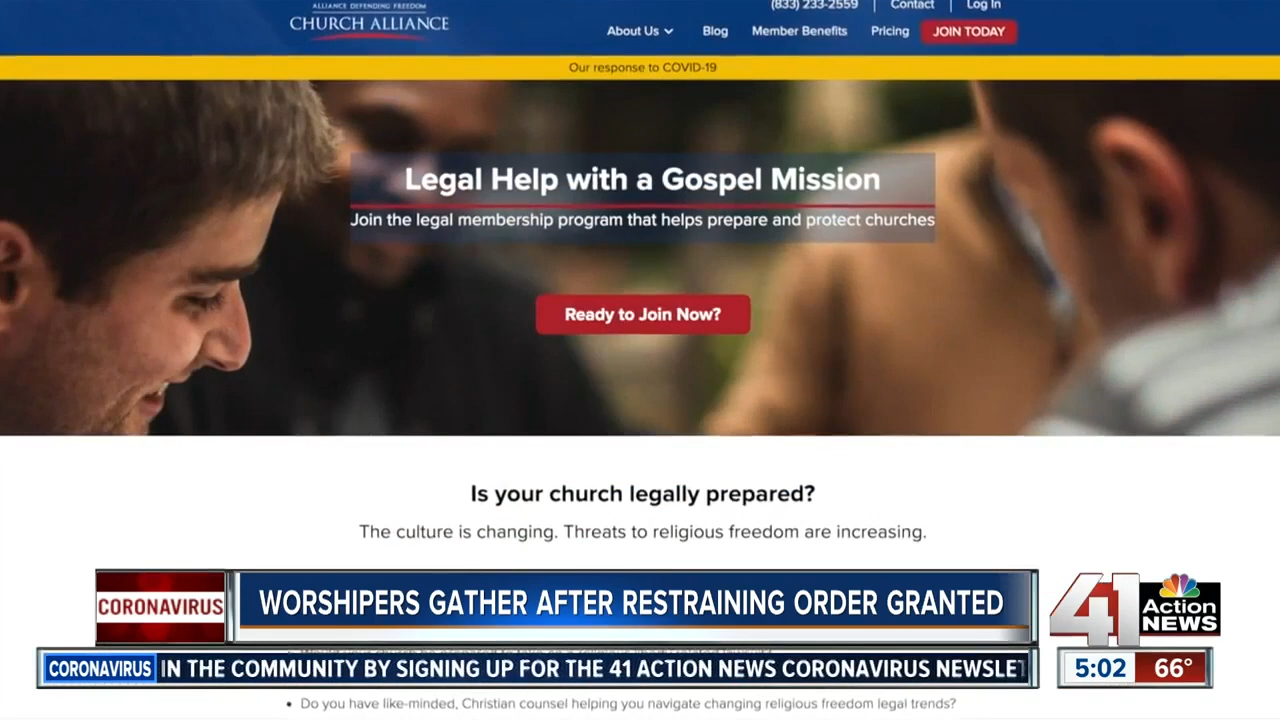 ALLIANCE DEFENDING FREEDOM
CHURCH ALLIANCE
(833) 233-2559 | Contact | Log In
About Us Blog Member Benefits Pricing JOIN TODAY
Our response to COVID-19
Legal Help with a Gospel Mission
Join the legal membership program that helps prepare and protect churches
Ready to Join Now?
Is your church legally prepared?
The culture is changing. Threats to religious freedom are increasing.
CORONAVIRUS
WORSHIPERS GATHER AFTER RESTRAINING ORDER GRANTED
41 Action NEWS
CORONAVIRUS IN THE COMMUNITY BY SIGNING UP FOR THE 41 ACTION NEWS CORONAVIRUS NEWSLET
5:02 66°
• Do you have like-minded, Christian counsel helping you navigate changing religious freedom legal trends?